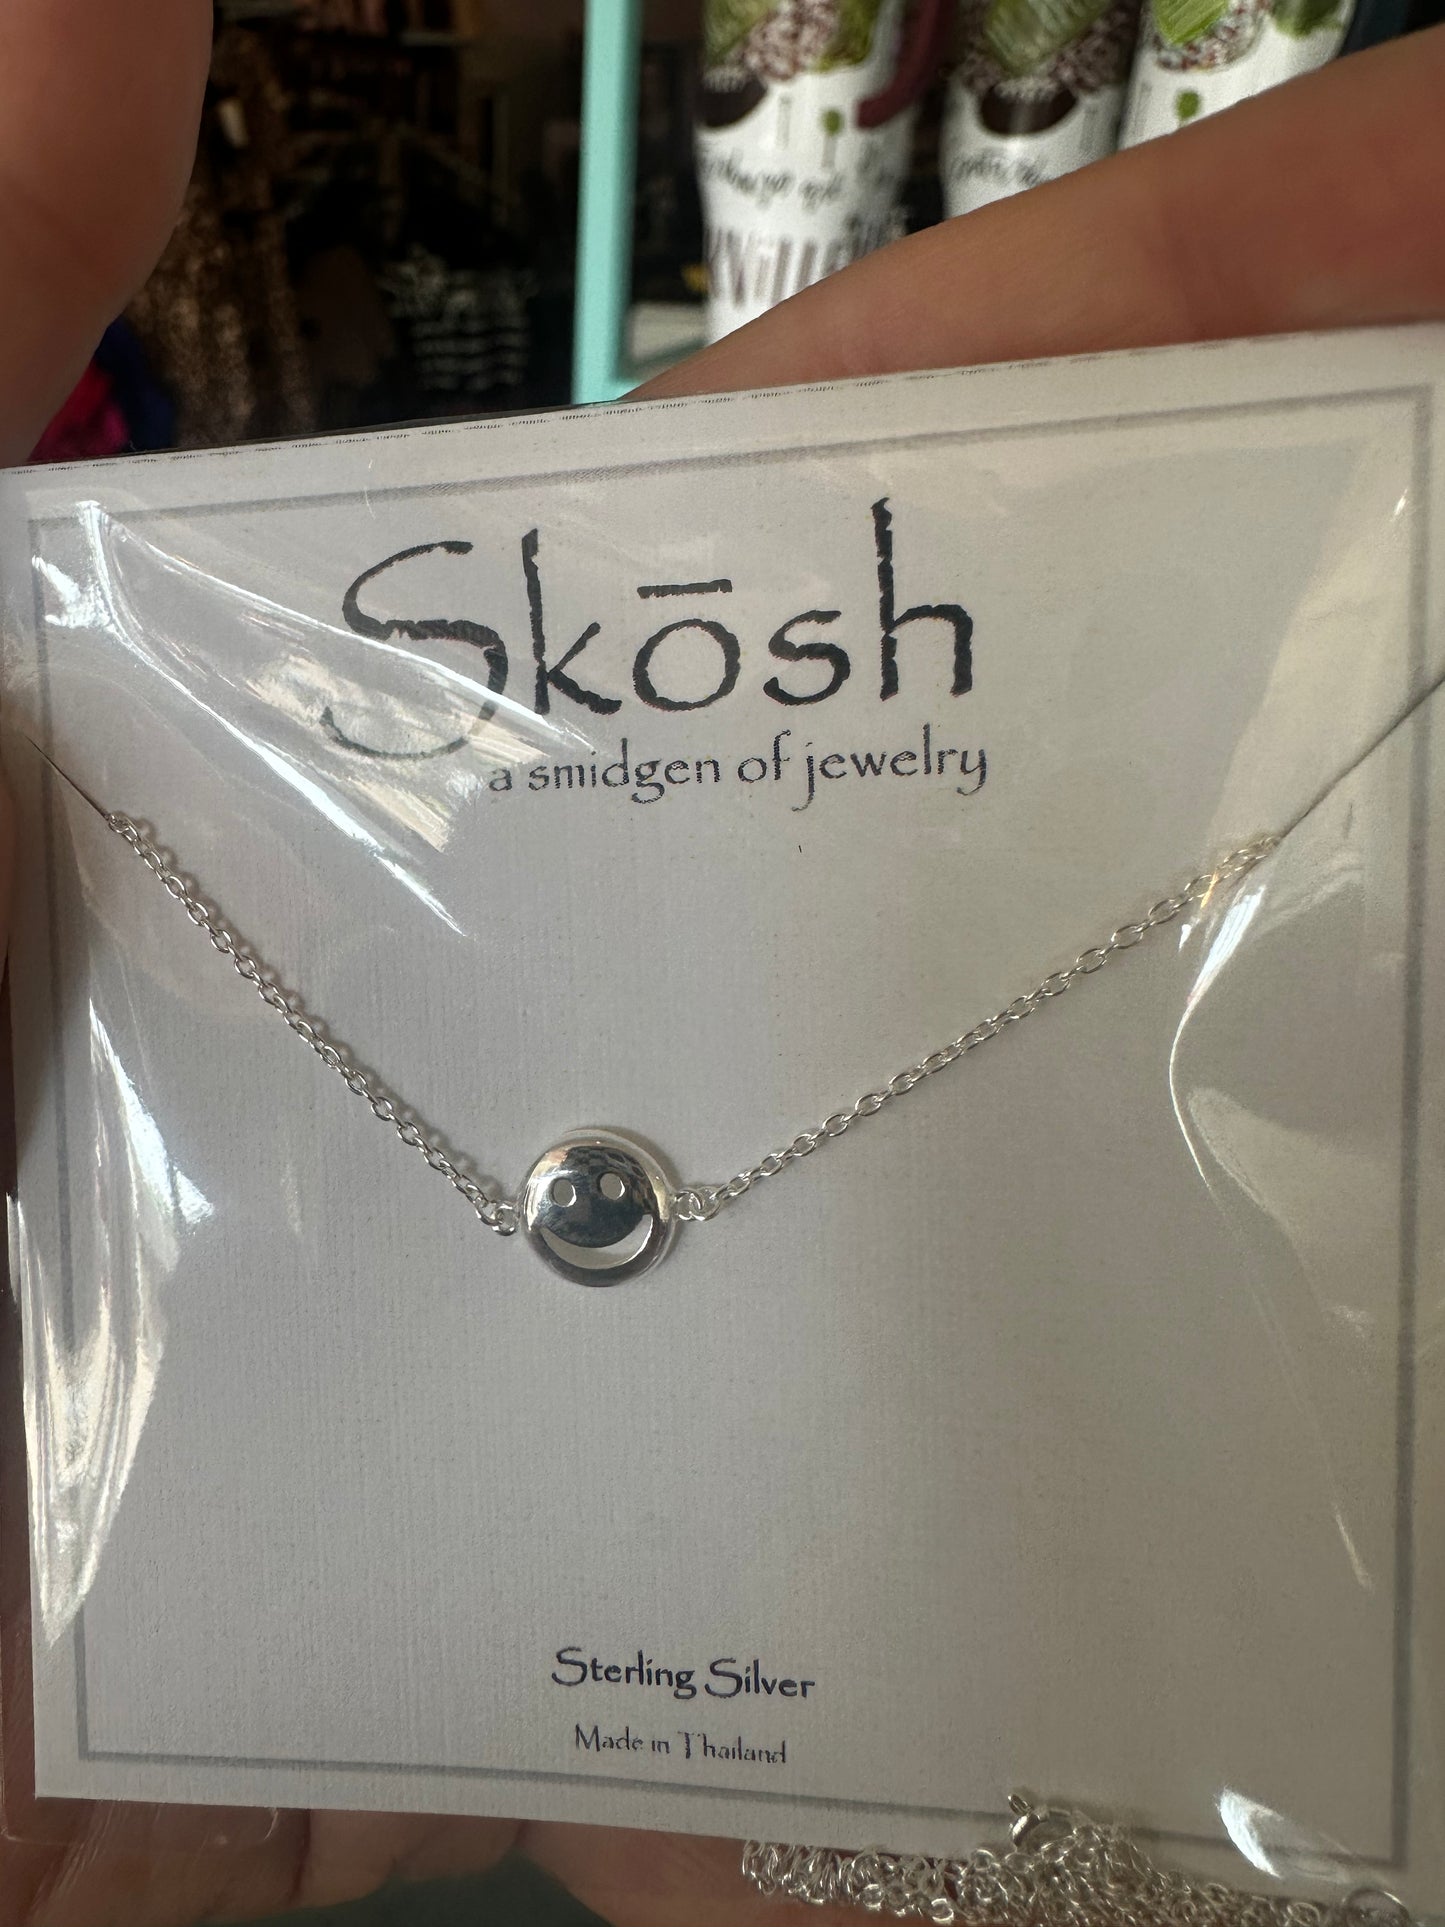 Skōsh
a smidgen of jewelry
Sterling Silver
Made in Thailand